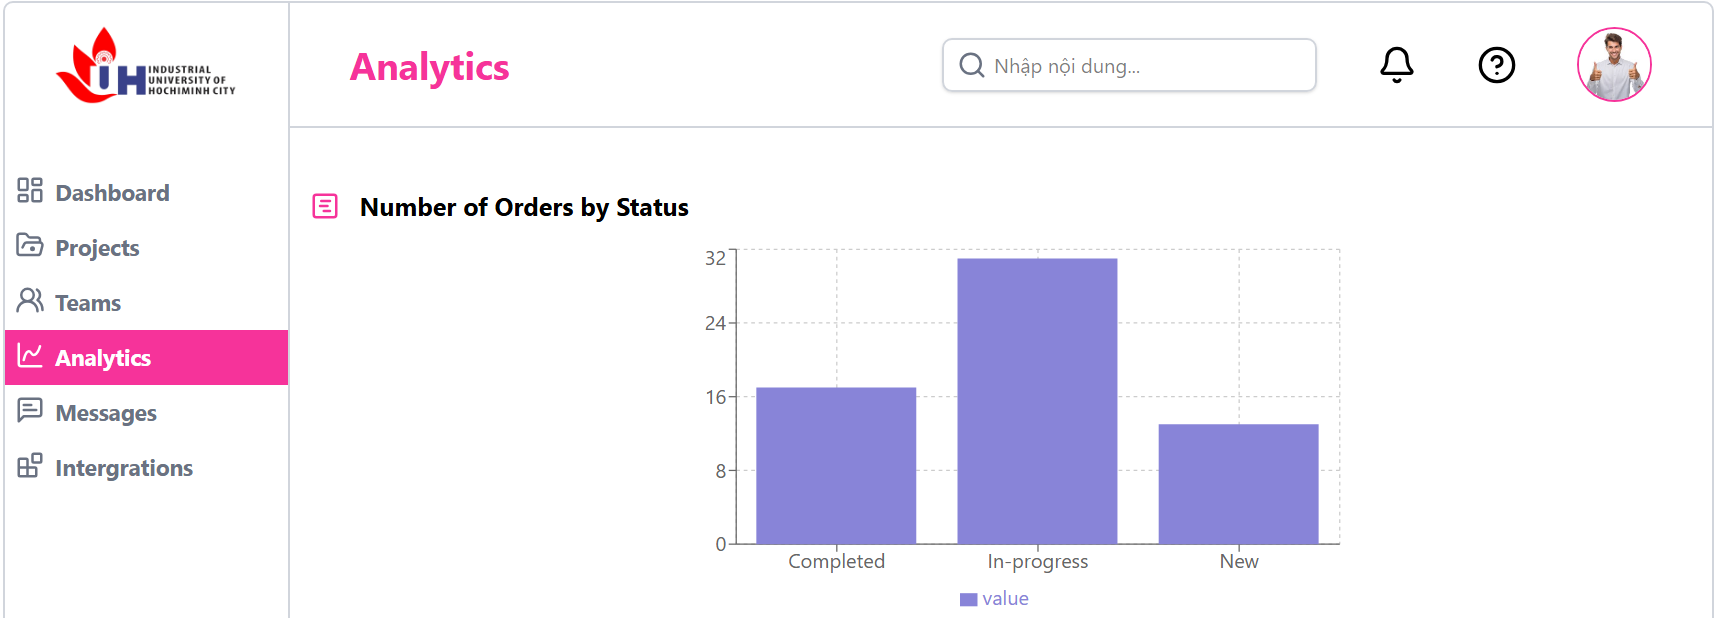 INDUSTRIAL
UNIVERSITY OF
HOCHIMINH CITY
UH
Analytics
Nhập nội dung...
Dashboard
Projects
Teams
Analytics
Messages
Intergrations
Number of Orders by Status
32
24
16
8
0
Completed In-progress New
value